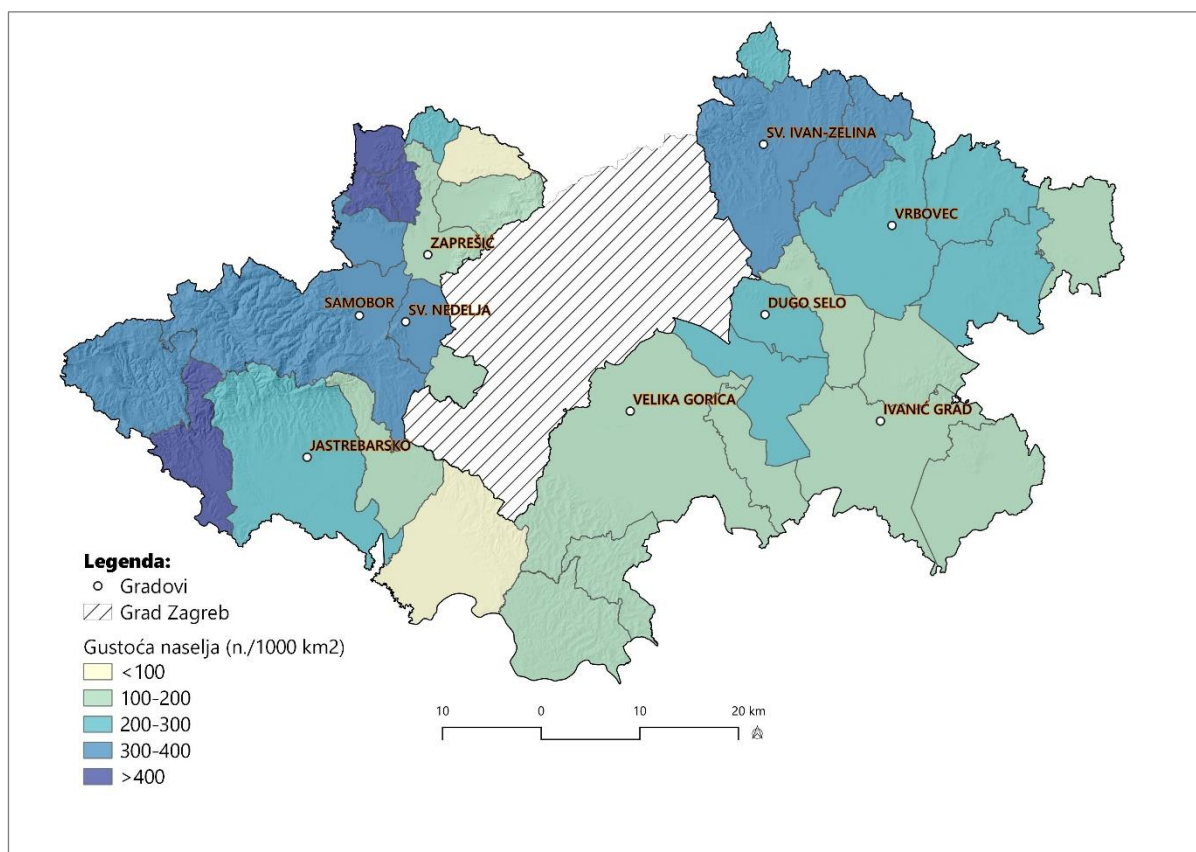 SV. IVAN-ZELINA
VRBOVEC
ZAPREŠIĆ
DUGO SELO
SAMOBOR
SV. NEDELJA
VELIKA GORICA
IVANIĆ GRAD
JASTREBARSKO
Legenda:
Gradovi
Grad Zagreb
Gustoća naselja (n./1000 km2)
<100
100-200
200-300
300-400
>400
10 0 10 20 km